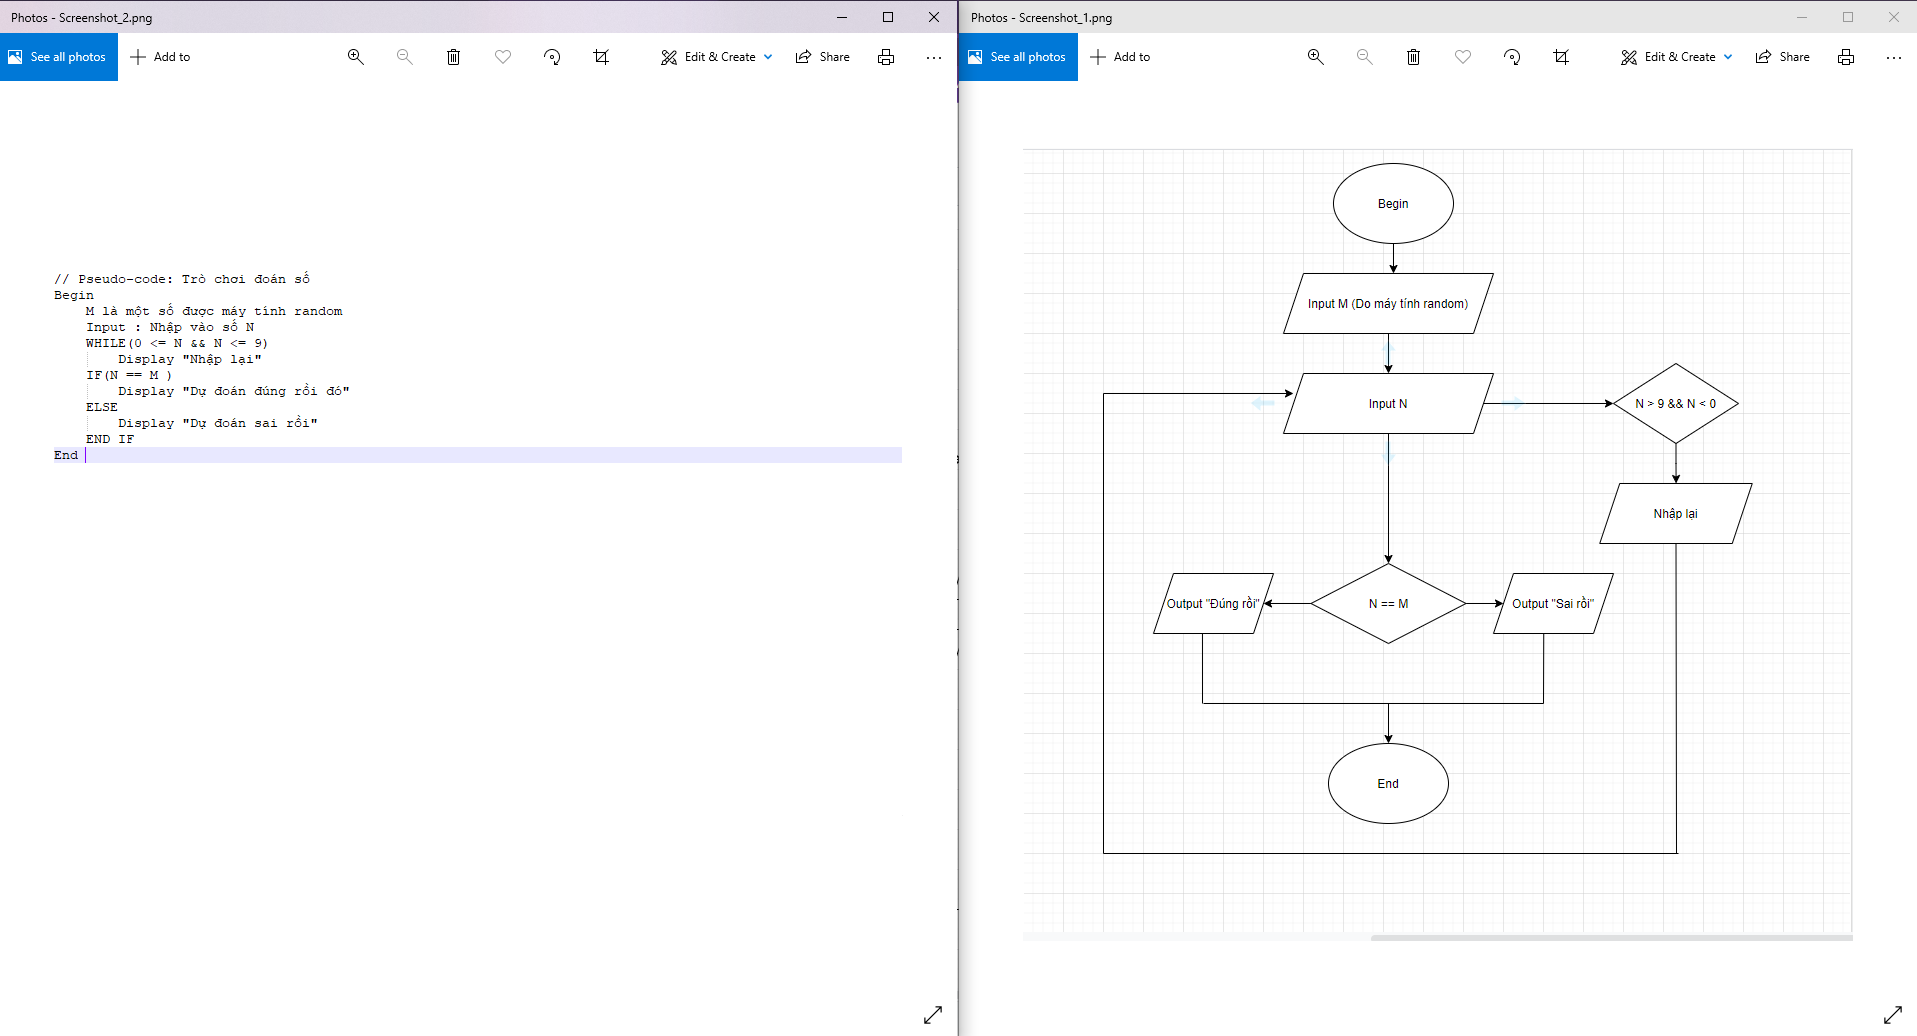 Photos - Screenshot_2.png
See all photos
Add to
Edit & Create
Share
// Pseudo-code: Trò chơi đoán số
Begin
M là một số được máy tính random
Input : Nhập vào số N
WHILE(0 <= N && N <= 9)
Display "Nhập lại"
IF(N == M )
Display "Dự đoán đúng rồi đó"
ELSE
Display "Dự đoán sai rồi"
END IF
End
Photos - Screenshot_1.png
See all photos
Add to
Edit & Create
Share
Begin
Input M (Do máy tính random)
Input N
N > 9 && N < 0
Nhập lại
Output "Đúng rồi"
N == M
Output "Sai rồi"
End